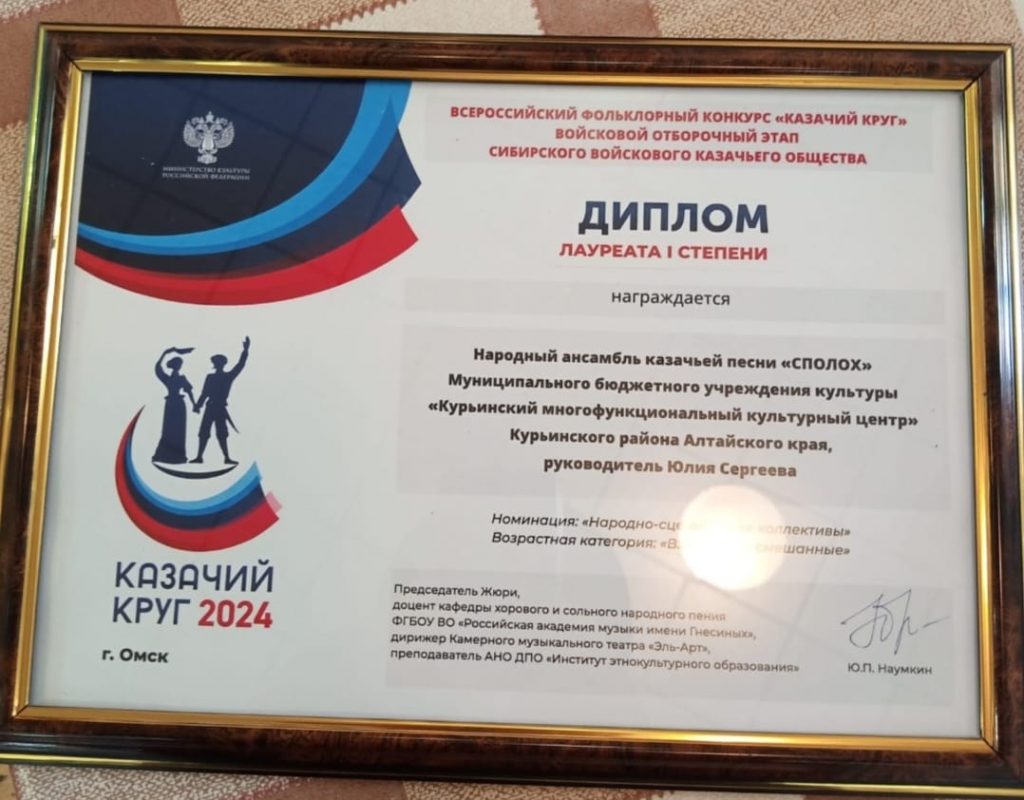 МИНИСТЕРСТВО КУЛЬТУРЫ
РОССИЙСКОЙ ФЕДЕРАЦИИ
ВСЕРОССИЙСКИЙ ФОЛЬКЛОРНЫЙ КОНКУРС «КАЗАЧИЙ КРУГ»
ВОЙСКОВОЙ ОТБОРОЧНЫЙ ЭТАП
СИБИРСКОГО ВОЙСКОВОГО КАЗАЧЬЕГО ОБЩЕСТВА
ДИПЛОМ
ЛАУРЕАТА I СТЕПЕНИ
награждается
Народный ансамбль казачьей песни «СПОЛОХ»
Муниципального бюджетного учреждения культуры
«Курьинский многофункциональный культурный центр»
Курьинского района Алтайского края,
руководитель Юлия Сергеева
Номинация: «Народно-коллективы»
Возрастная категория: смешанные»
Председатель Жюри,
доцент кафедры хорового и сольного народного пения
ФГБОУ ВО «Российская академия музыки имени Гнесиных»,
дирижер Камерного музыкального театра «Эль-Арт»,
преподаватель АНО ДПО «Институт этнокультурного образования»
Ю.П. Наумкин
КАЗАЧИЙ
КРУГ 2024
г. Омск